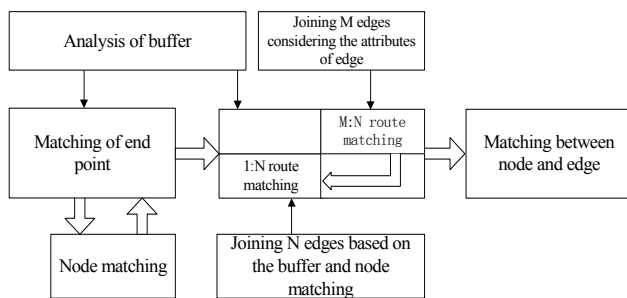 Analysis of buffer
Joining M edges
considering the attributes
of edge
Matching of end
point
M:N route
matching
1:N route
matching
Matching between
node and edge
Node matching
Joining N edges based on
the buffer and node
matching